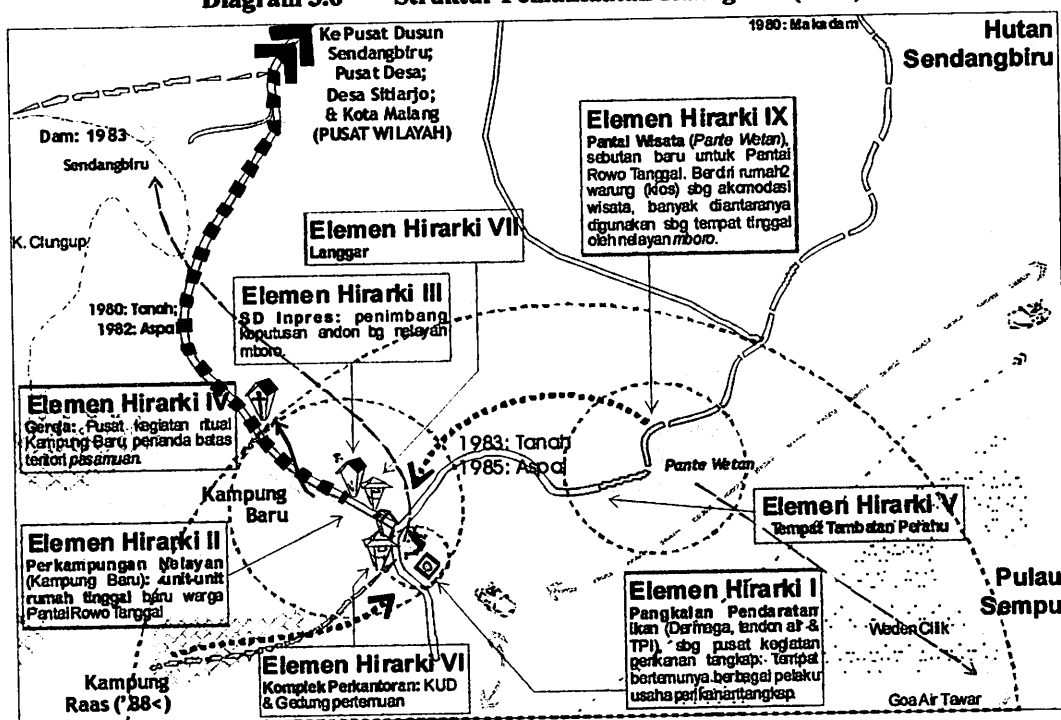 Diagram 3.6
Ke Pusat Dusun
Sendangbiru;
Pusat Desa;
Desa Sitiarjo;
& Kota Malang
(PUSAT WILAYAH)
1980: Makadam
Hutan
Sendangbiru
Dam: 1983
Sendangbiru
K. Clungup
1980: Tanah;
1982: Aspal
Elemen Hirarki IX
Pantai Wisata (Pante Wetan),
sebutan baru untuk Pantai
Rowo Tanggal. Berdiri rumah2
warung (kios) sbg akomodasi
wisata, banyak diantaranya
digunakan sbg tempat tinggal
oleh nelayan mboro.
Elemen Hirarki VII
Langgar
Elemen Hirarki III
SD Inpres: penimbang
keputusan andon bg nelayan
mboro.
Elemen Hirarki IV
Gereja: Pusat kegiatan ritual
Kampung Baru, penanda batas
teritori pasamuan.
1983: Tanah
1985: Aspal
Pante Wetan
Kampung
Baru
Elemen Hirarki V
Tempat Tambatan Perahu
Elemen Hirarki II
Perkampungan Nelayan
(Kampung Baru): unit-unit
rumah tinggal baru warga
Pantai Rowo Tanggal
Elemen Hirarki I
Pangkalan Pendaratan
Ikan (Dermaga, tandon air &
TPI), sbg pusat kegiatan
perikanan tangkap: Tempat
bertemunya berbagai pelaku
usaha perikanan tangkap.
Pulau
Sempu
Weden Cilik
Elemen Hirarki VI
Komplek Perkantoran: KUD
& Gedung pertemuan
Kampung
Raas ('88<)
Goa Air Tawar